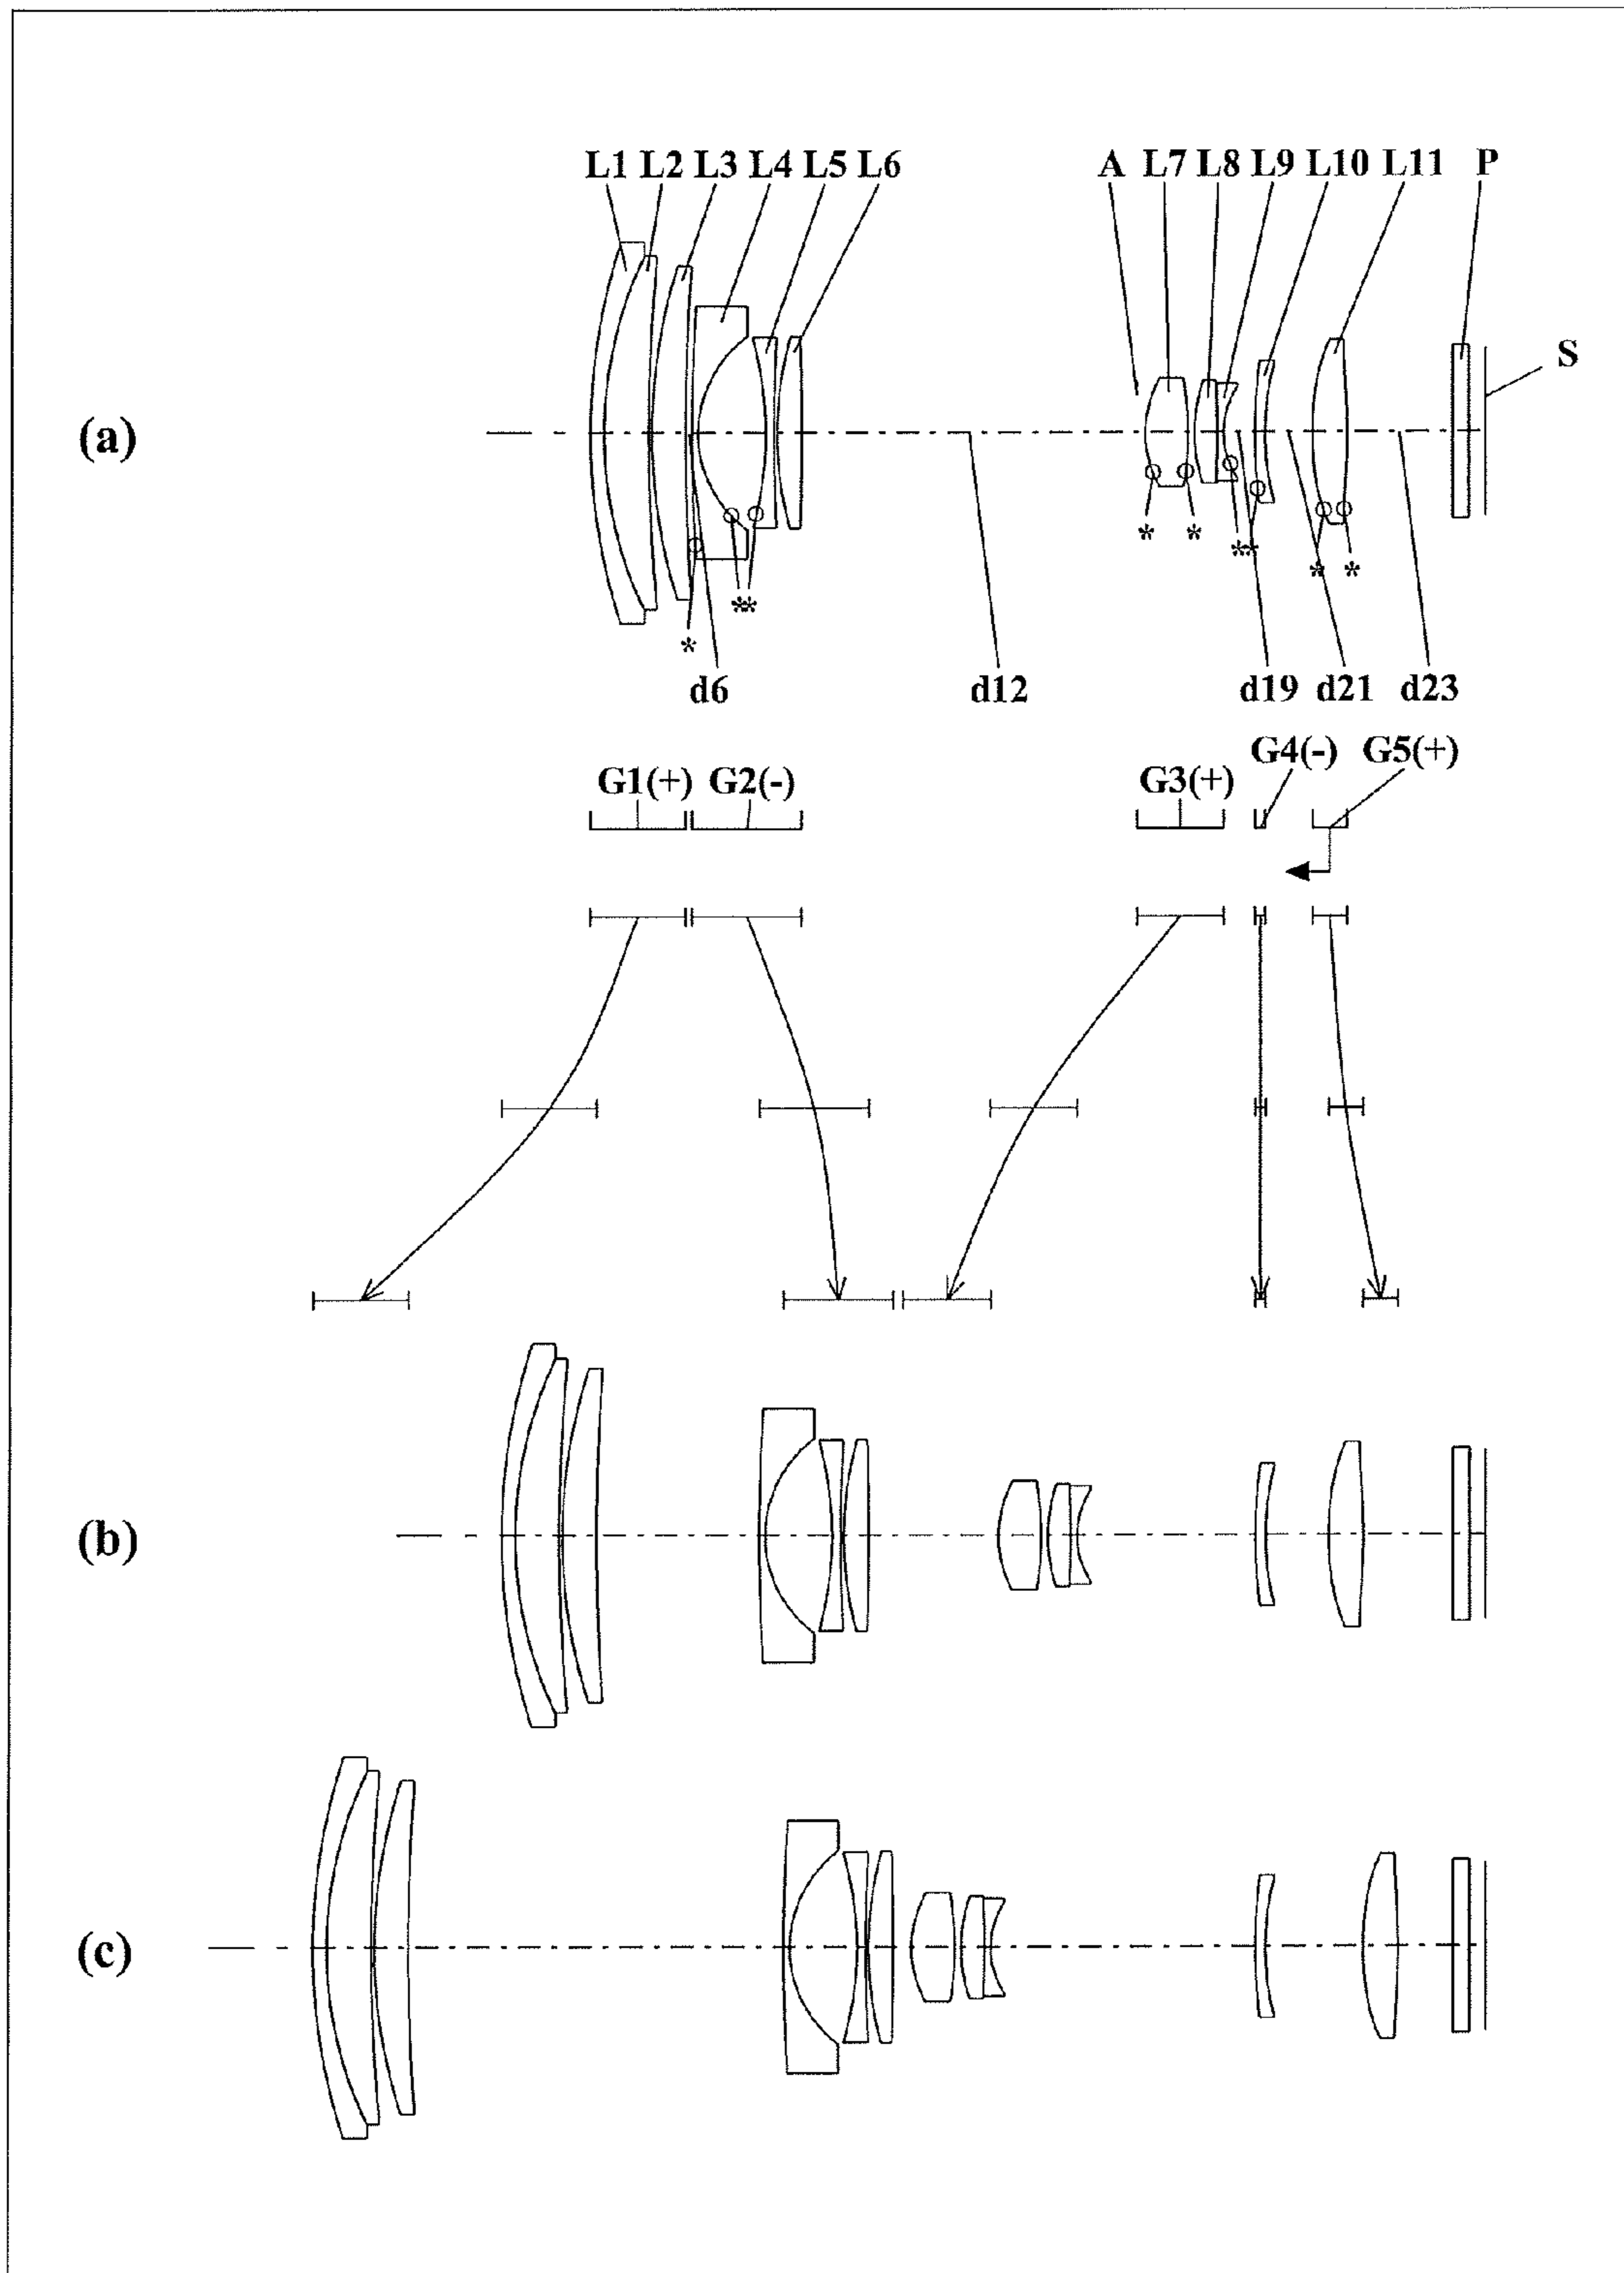 L1 L2 L3 L4 L5 L6 A L7 L8 L9 L10 L11 P
S
(a)
* * ** * *
**
*
d6 d12 d19 d21 d23
G1(+) G2(-) G3(+) G4(-) G5(+)
(b)
(c)